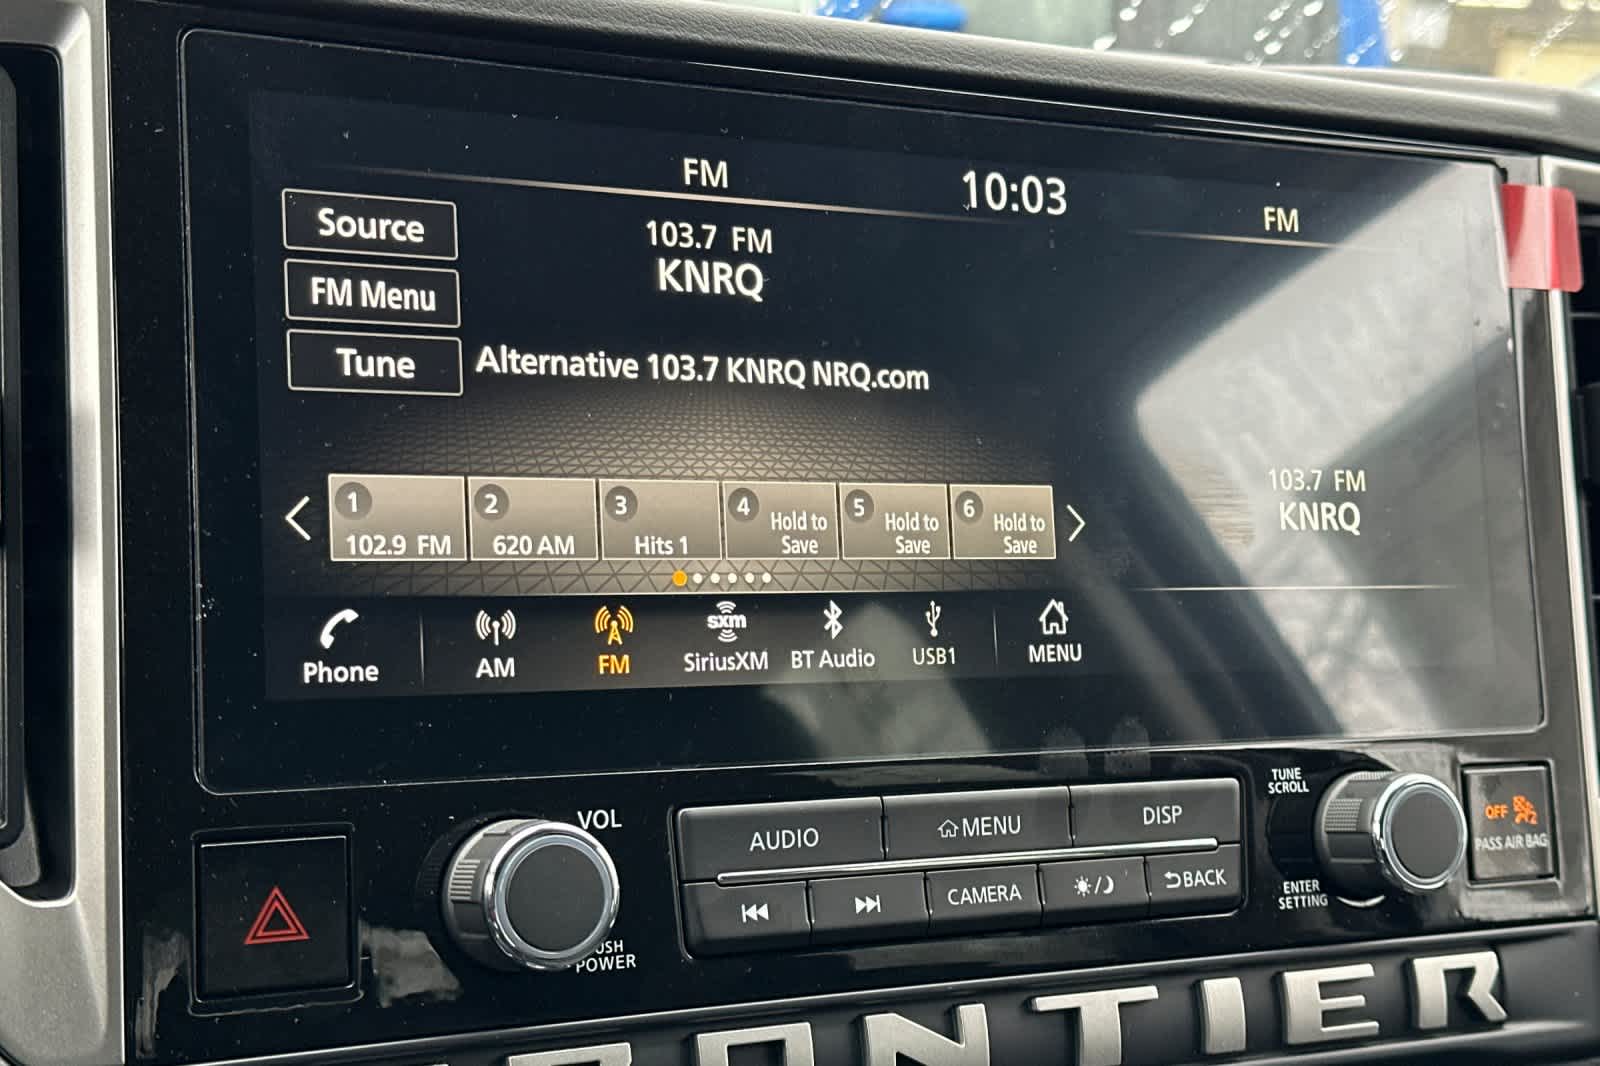 FM
10:03
FM
Source
103.7 FM
KNRQ
FM Menu
Tune
Alternative 103.7 KNRQ NRQ.com
103.7 FM
KNRQ
1
102.9 FM
2
620 AM
3
Hits 1
4
Hold to
Save
5
Hold to
Save
6
Hold to
Save
Phone
AM
FM
sxm
SiriusXM
BT Audio
USB1
MENU
VOL
POWER
AUDIO
MENU
DISP
CAMERA
BACK
TUNE
SCROLL
ENTER
SETTING
OFF
2
PASS AIR BAG